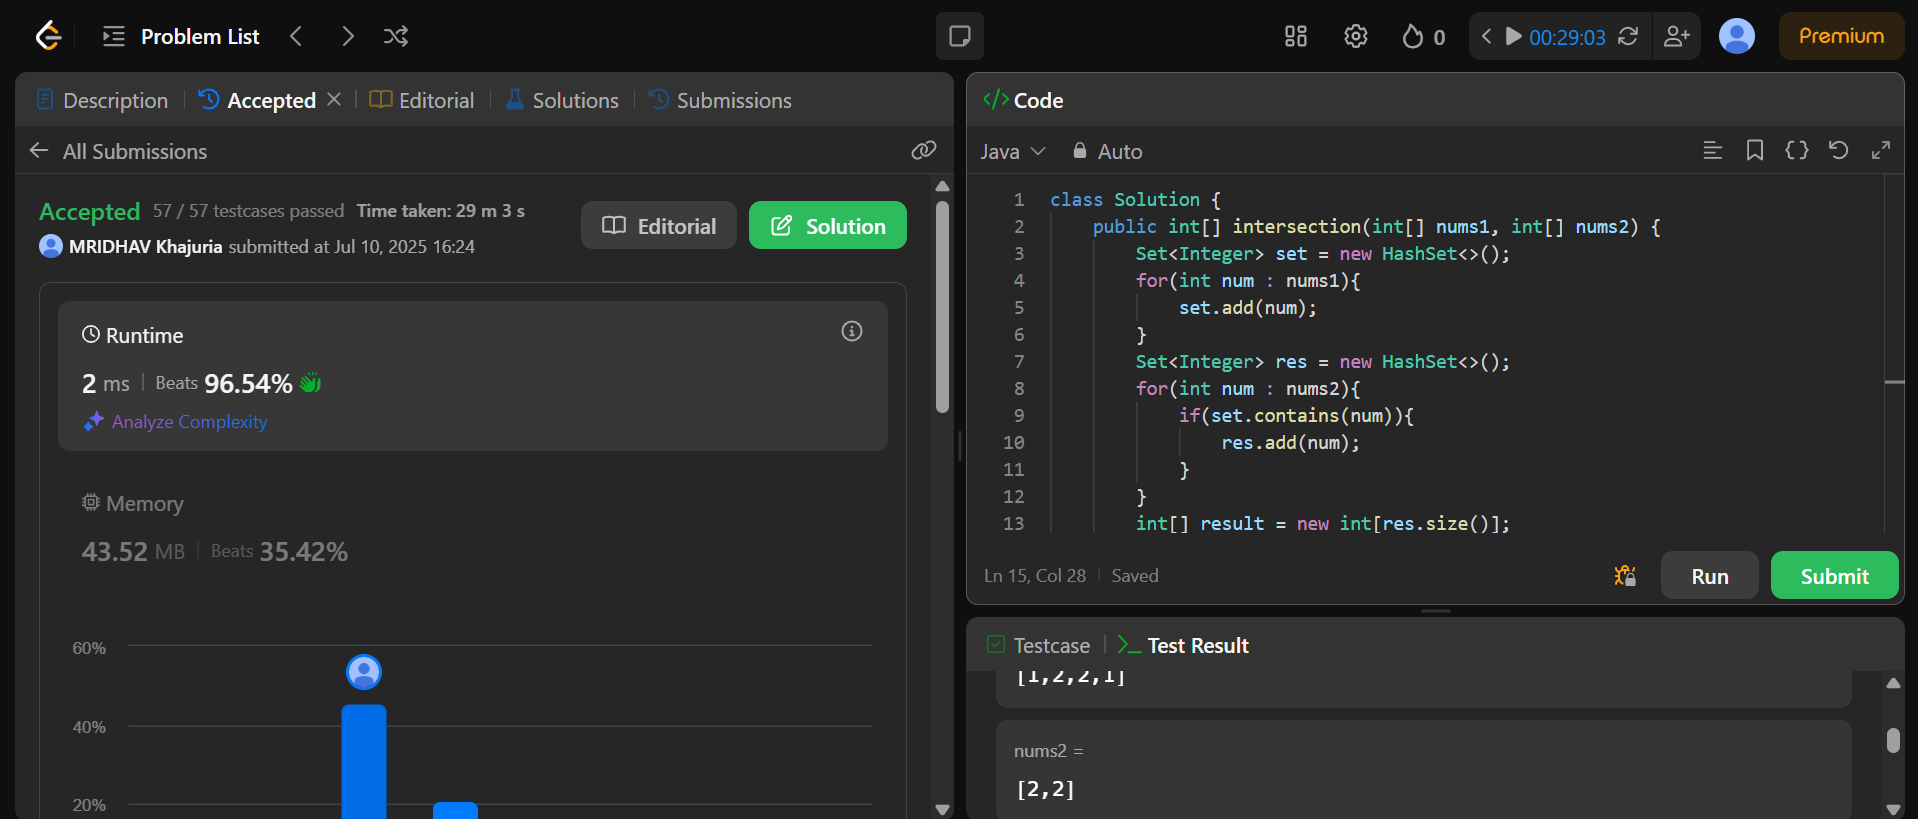 Problem List
0
00:29:03
Premium
Description
Accepted
Editorial
Solutions
Submissions
All Submissions
Accepted 57 / 57 testcases passed Time taken: 29 m 3 s
MRIDHAV Khajuria submitted at Jul 10, 2025 16:24
Editorial
Solution
Runtime
2 ms Beats 96.54%
Analyze Complexity
Memory
43.52 MB Beats 35.42%
60%
40%
20%
</> Code
Java
Auto
1 class Solution {
2 public int[] intersection(int[] nums1, int[] nums2) {
3 Set<Integer> set = new HashSet<>();
4 for(int num : nums1){
5 set.add(num);
6 }
7 Set<Integer> res = new HashSet<>();
8 for(int num : nums2){
9 if(set.contains(num)){
10 res.add(num);
11 }
12 }
13 int[] result = new int[res.size()];
Ln 15, Col 28 Saved
Run
Submit
Testcase
Test Result
[1,2,2,1]
nums2 =
[2,2]